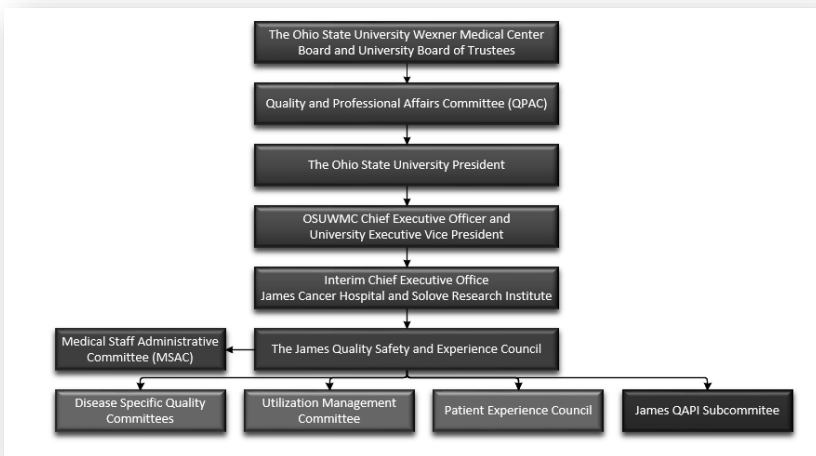 The Ohio State University Wexner Medical Center
Board and University Board of Trustees
Quality and Professional Affairs Committee (QPAC)
The Ohio State University President
OSUWMC Chief Executive Officer and
University Executive Vice President
Interim Chief Executive Office
James Cancer Hospital and Solove Research Institute
Medical Staff Administrative
Committee (MSAC)
The James Quality Safety and Experience Council
Disease Specific Quality
Committees
Utilization Management
Committee
Patient Experience Council
James QAPI Subcommitee